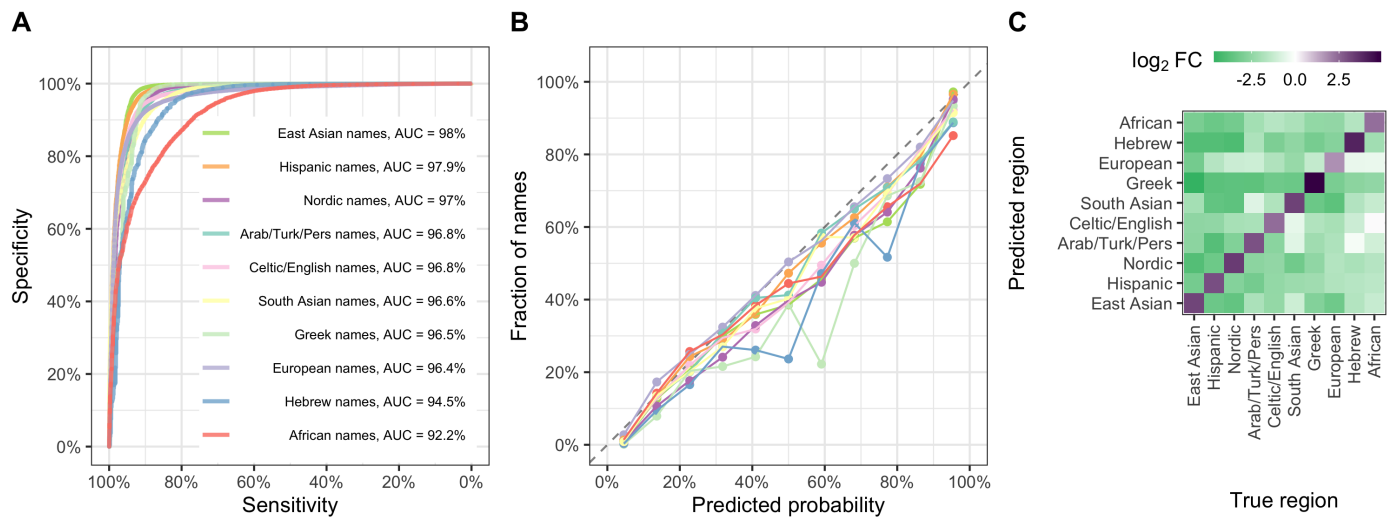 A
Specificity
100%
80%
60%
40%
20%
0%
East Asian names, AUC = 98%
Hispanic names, AUC = 97.9%
Nordic names, AUC = 97%
Arab/Turk/Pers names, AUC = 96.8%
Celtic/English names, AUC = 96.8%
South Asian names, AUC = 96.6%
Greek names, AUC = 96.5%
European names, AUC = 96.4%
Hebrew names, AUC = 94.5%
African names, AUC = 92.2%
100% 80% 60% 40% 20% 0%
Sensitivity
B
Fraction of names
100%
80%
60%
40%
20%
0%
0% 20% 40% 60% 80% 100%
Predicted probability
C
log2 FC
-2.5 0.0 2.5
Predicted region
African
Hebrew
European
Greek
South Asian
Celtic/English
Arab/Turk/Pers
Nordic
Hispanic
East Asian
East Asian
Hispanic
Nordic
Arab/Turk/Pers
Celtic/English
South Asian
Greek
European
Hebrew
African
True region